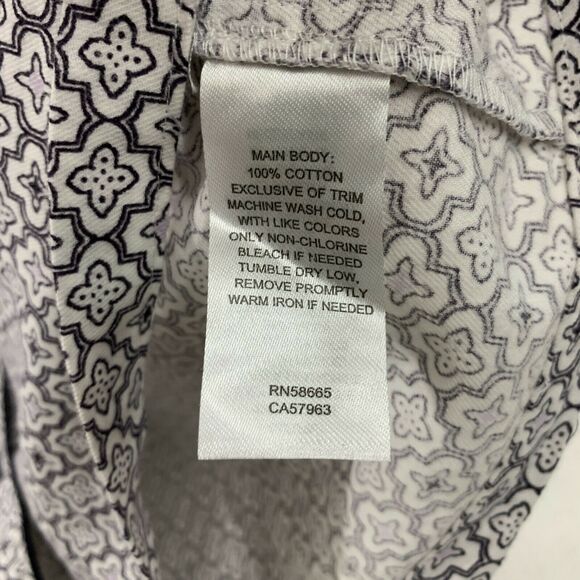 MAIN BODY:
100% COTTON
EXCLUSIVE OF TRIM
MACHINE WASH COLD,
WITH LIKE COLORS
ONLY NON-CHLORINE
BLEACH IF NEEDED
TUMBLE DRY LOW,
REMOVE PROMPTLY
WARM IRON IF NEEDED
RN58665
CA57963